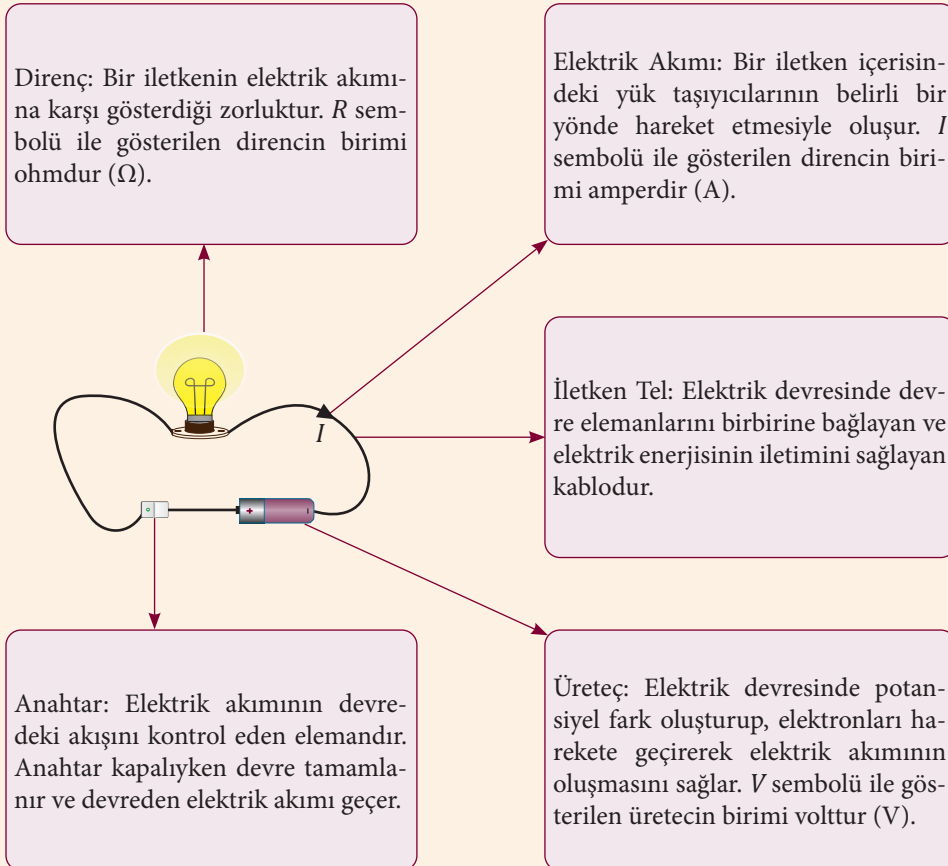 Direnç: Bir iletkenin elektrik akımı-
na karşı gösterdiği zorluktur. R sem-
bolü ile gösterilen direncin birimi
ohmdur (Ω).
Elektrik Akımı: Bir iletken içerisin-
deki yük taşıyıcılarının belirli bir
yönde hareket etmesiyle oluşur. I
sembolü ile gösterilen direncin biri-
mi amperdir (A).
I
+
-
İletken Tel: Elektrik devresinde dev-
re elemanlarını birbirine bağlayan ve
elektrik enerjisinin iletimini sağlayan
kablodur.
Anahtar: Elektrik akımının devre-
deki akışını kontrol eden elemandır.
Anahtar kapalıyken devre tamamla-
nır ve devreden elektrik akımı geçer.
Üreteç: Elektrik devresinde potan-
siyel fark oluşturup, elektronları ha-
rekete geçirerek elektrik akımının
oluşmasını sağlar. V sembolü ile gös-
terilen üretecin birimi volttur (V).